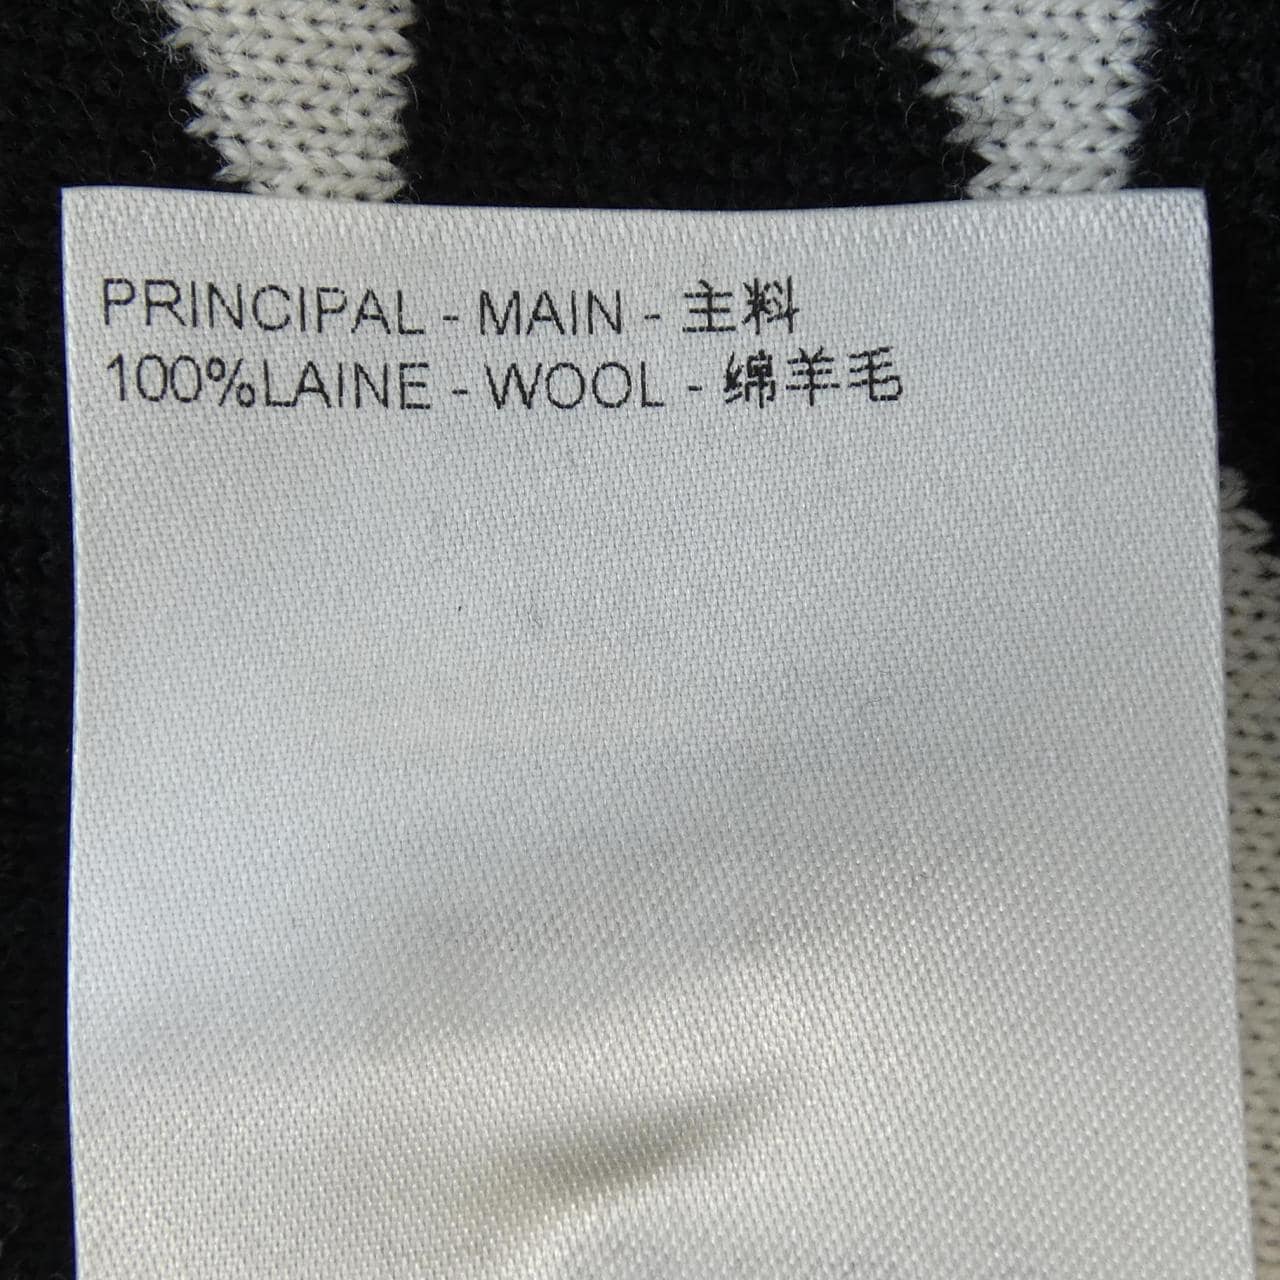 PRINCIPAL - MAIN - 主料
100%LAINE - WOOL - 绵羊毛